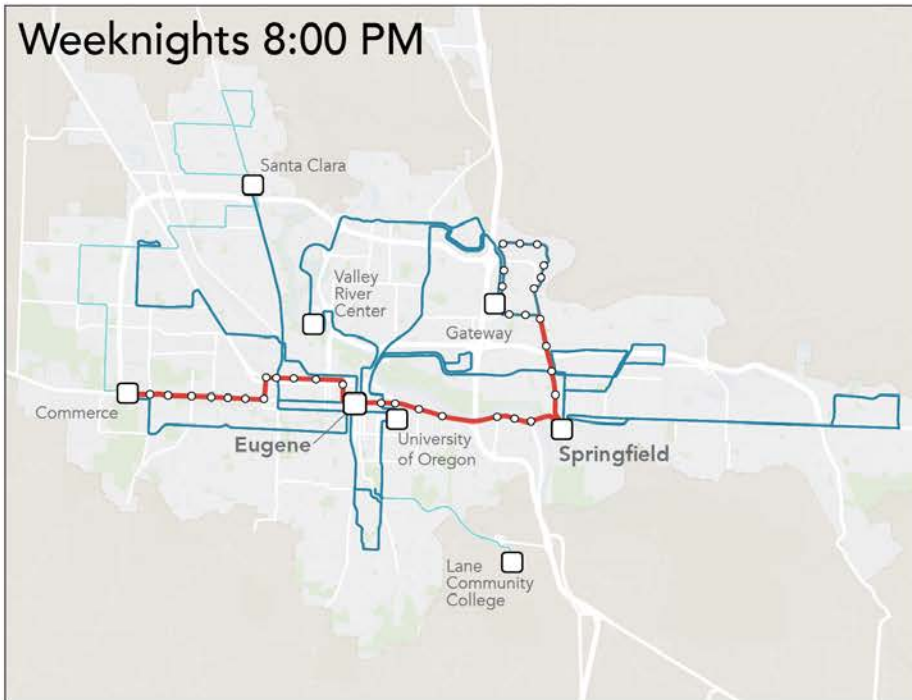 Weeknights 8:00 PM
Santa Clara
Valley
River
Center
Gateway
Commerce
Eugene
University
of Oregon
Springfield
Lane
Community
College